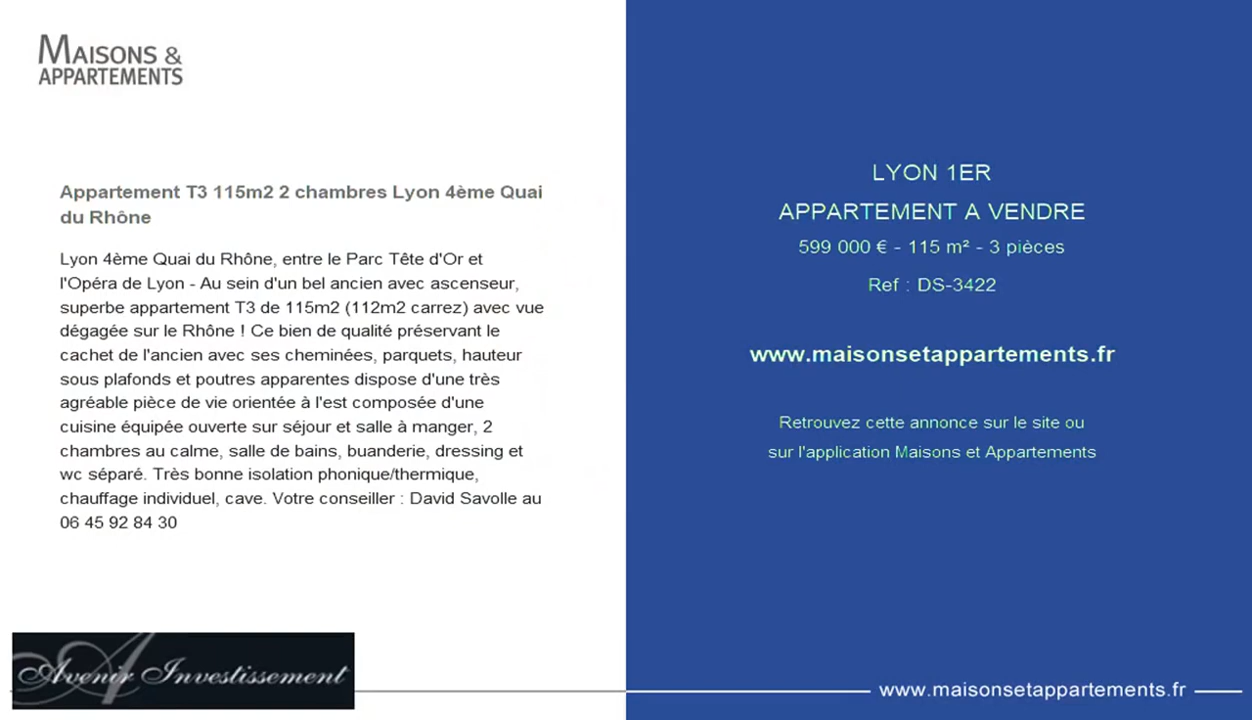 MAISONS &
APPARTEMENTS
Appartement T3 115m2 2 chambres Lyon 4ème Quai
du Rhône
Lyon 4ème Quai du Rhône, entre le Parc Tête d'Or et
l'Opéra de Lyon - Au sein d'un bel ancien avec ascenseur,
superbe appartement T3 de 115m2 (112m2 carrez) avec vue
dégagée sur le Rhône ! Ce bien de qualité préservant le
cachet de l'ancien avec ses cheminées, parquets, hauteur
sous plafonds et poutres apparentes dispose d'une très
agréable pièce de vie orientée à l'est composée d'une
cuisine équipée ouverte sur séjour et salle à manger, 2
chambres au calme, salle de bains, buanderie, dressing et
wc séparé. Très bonne isolation phonique/thermique,
chauffage individuel, cave. Votre conseiller : David Savolle au
06 45 92 84 30
Avenir Investissement
LYON 1ER
APPARTEMENT A VENDRE
599 000 € - 115 m² - 3 pièces
Ref : DS-3422
www.maisonsetappartements.fr
Retrouvez cette annonce sur le site ou
sur l'application Maisons et Appartements
www.maisonsetappartements.fr